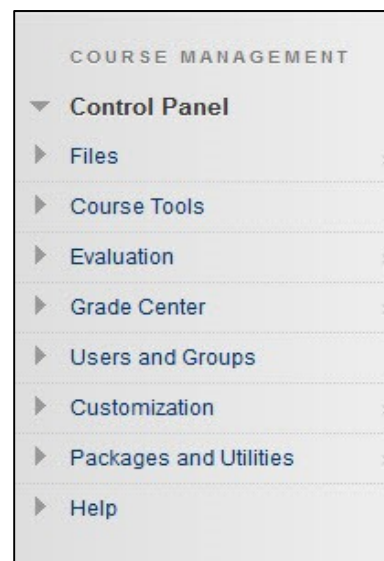 COURSE MANAGEMENT
Control Panel
Files
Course Tools
Evaluation
Grade Center
Users and Groups
Customization
Packages and Utilities
Help